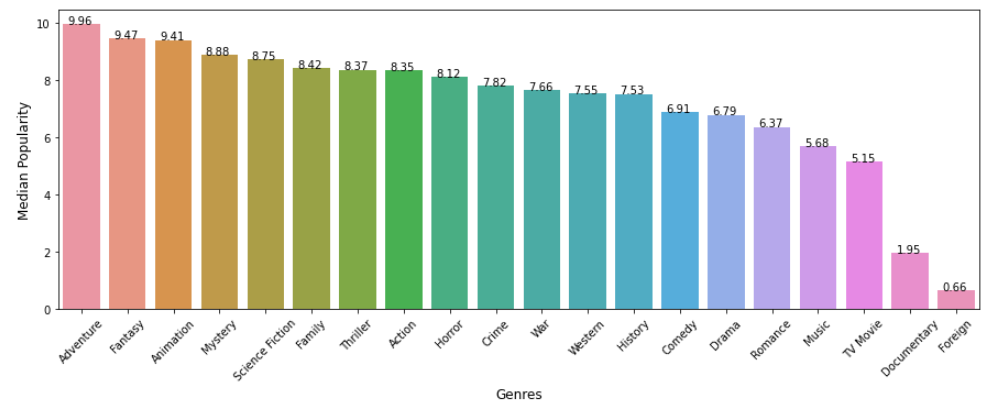 Median Popularity
10
8
6
4
2
0
9.96
9.47
9.41
8.88
8.75
8.42
8.37
8.35
8.12
7.82
7.66
7.55
7.53
6.91
6.79
6.37
5.68
5.15
1.95
0.66
Adventure
Fantasy
Animation
Mystery
Science Fiction
Family
Thriller
Action
Horror
Crime
War
Western
History
Comedy
Drama
Romance
Music
TV Movie
Documentary
Foreign
Genres